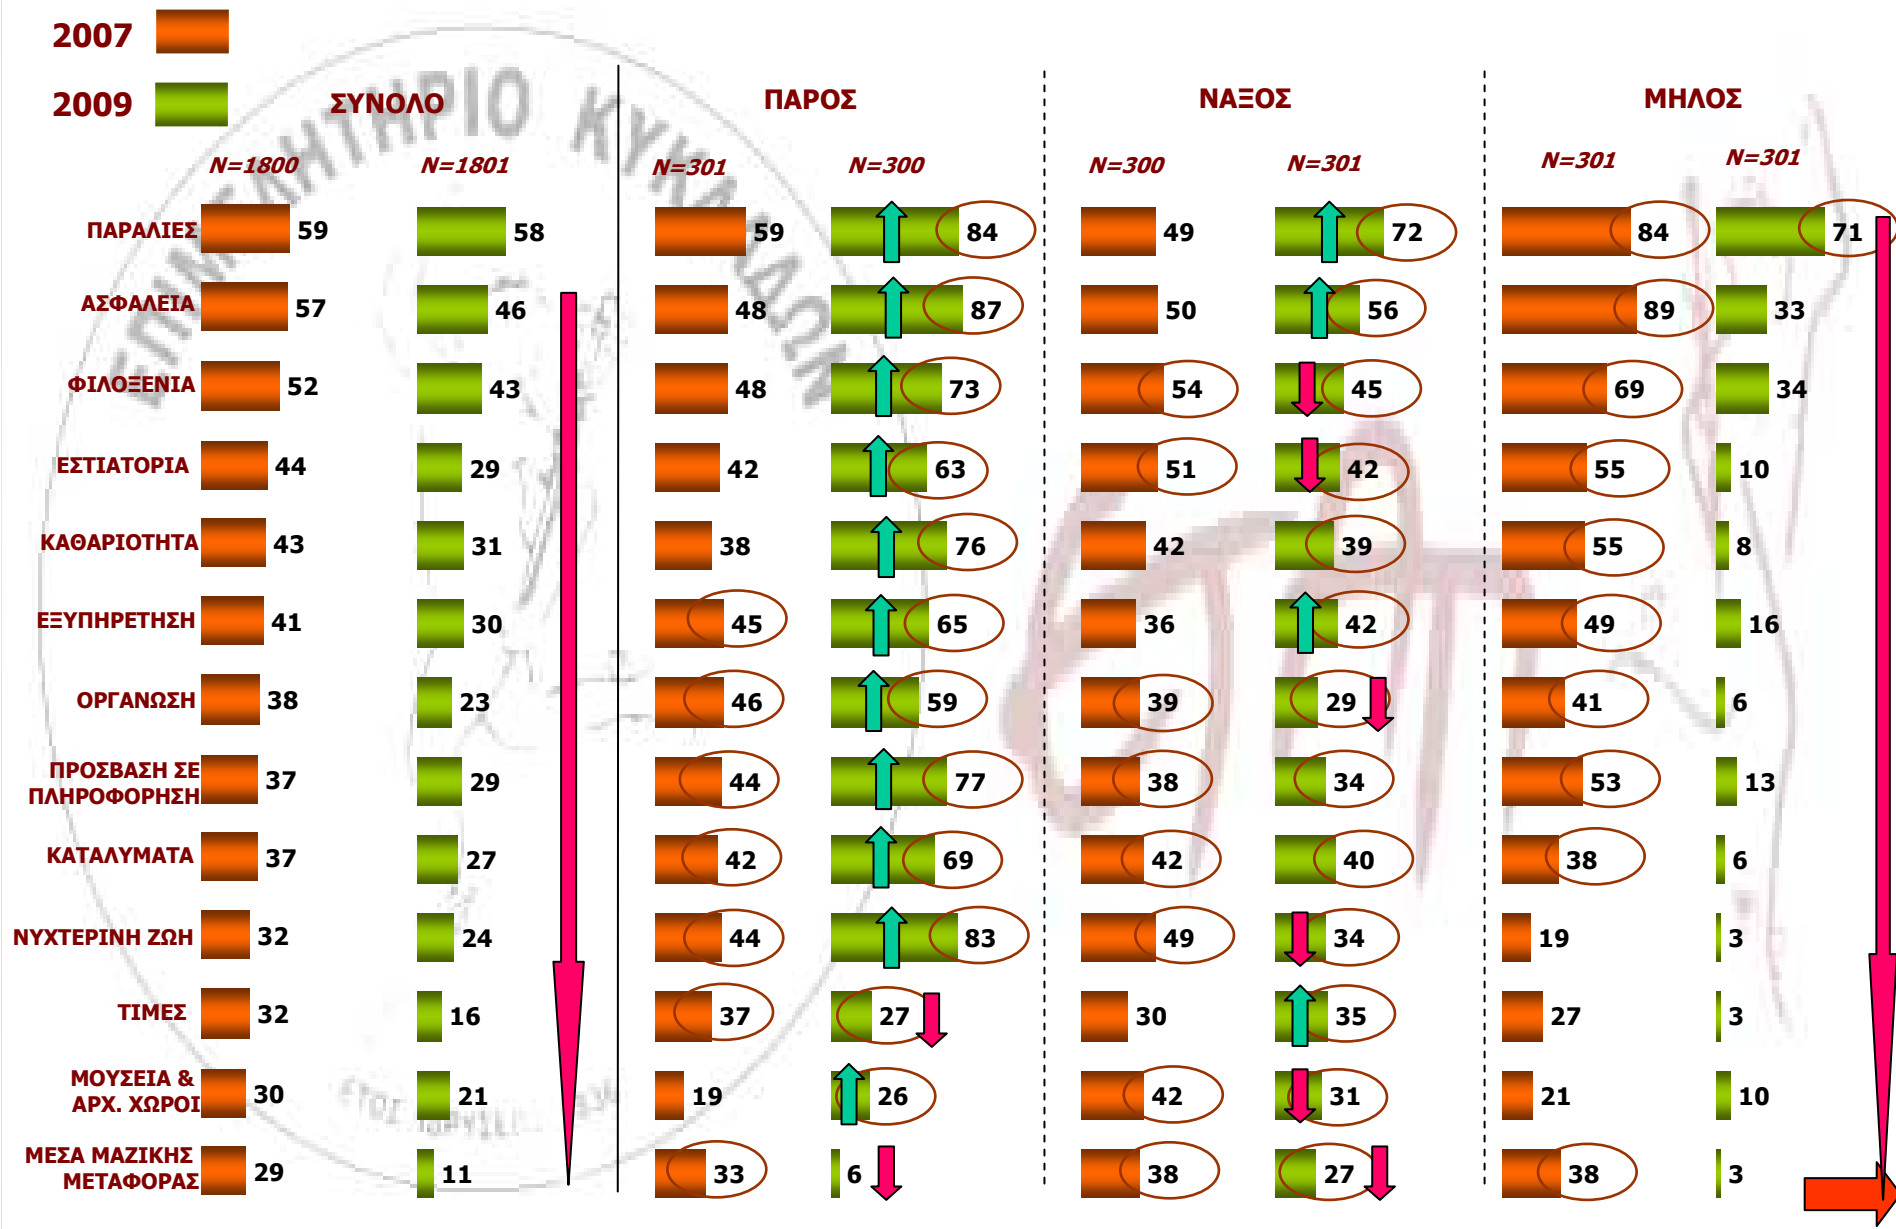 2007
2009
ΣΥΝΟΛΟ ΠΑΡΟΣ ΝΑΞΟΣ ΜΗΛΟΣ
N=1800 N=1801 N=301 N=300 N=300 N=301 N=301 N=301
ΠΑΡΑΛΙΕΣ 59 58 59 84 49 72 84 71
ΑΣΦΑΛΕΙΑ 57 46 48 87 50 56 89 33
ΦΙΛΟΞΕΝΙΑ 52 43 48 73 54 45 69 34
ΕΣΤΙΑΤΟΡΙΑ 44 29 42 63 51 42 55 10
ΚΑΘΑΡΙΟΤΗΤΑ 43 31 38 76 42 39 55 8
ΕΞΥΠΗΡΕΤΗΣΗ 41 30 45 65 36 42 49 16
ΟΡΓΑΝΩΣΗ 38 23 46 59 39 29 41 6
ΠΡΟΣΒΑΣΗ ΣΕ
ΠΛΗΡΟΦΟΡΗΣΗ 37 29 44 77 38 34 53 13
ΚΑΤΑΛΥΜΑΤΑ 37 27 42 69 42 40 38 6
ΝΥΧΤΕΡΙΝΗ ΖΩΗ 32 24 44 83 49 34 19 3
ΤΙΜΕΣ 32 16 37 27 30 35 27 3
ΜΟΥΣΕΙΑ &
ΑΡΧ. ΧΩΡΟΙ 30 21 19 26 42 31 21 10
ΜΕΣΑ ΜΑΖΙΚΗΣ
ΜΕΤΑΦΟΡΑΣ 29 11 33 6 38 27 38 3
ΕΠΙΜΕΛΗΤΗΡΙΟ ΚΥΚΛΑΔΩΝ